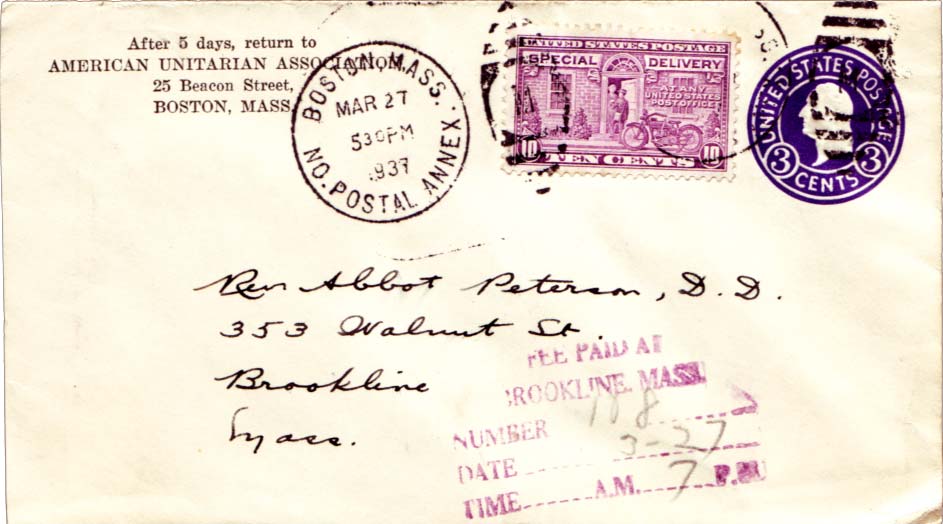 After 5 days, return to
AMERICAN UNITARIAN ASSOCIATION,
25 Beacon Street,
BOSTON, MASS.
BOSTON, MASS.
MAR 27
530PM
1937
NO. POSTAL ANNEX
UNITED STATES POSTAGE
SPECIAL DELIVERY
AT ANY
UNITED STATES
POST OFFICE
10 TEN CENTS 10
UNITED STATES POSTAGE
3 CENTS 3
Rev Abbot Peterson, D.D.
353 Walnut St.
Brookline
Mass.
FEE PAID AT
BROOKLINE, MASS.
NUMBER 188
DATE 3-27
TIME A.M. 7 P.M.